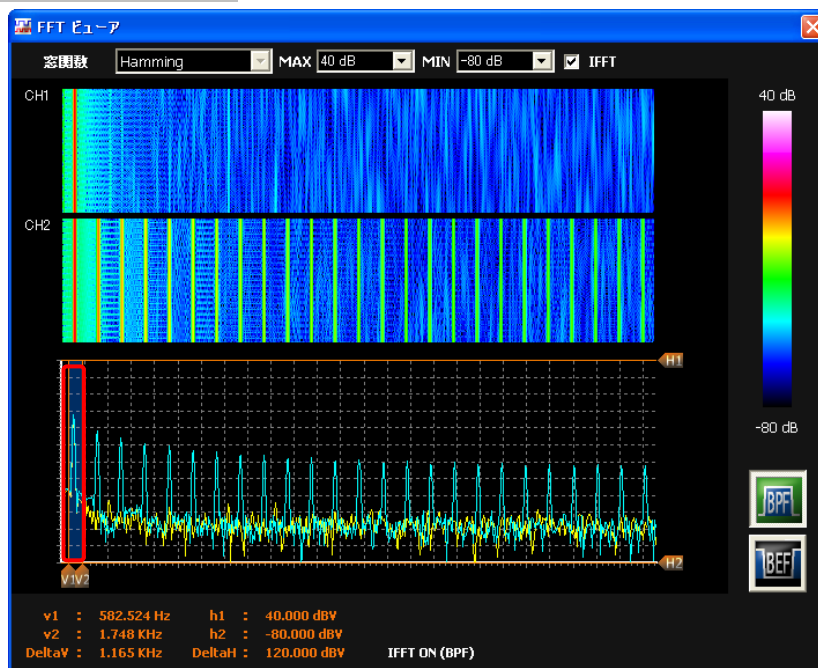 FFT ビューア
窓関数 Hamming MAX 40 dB MIN -80 dB IFFT
CH1
40 dB
CH2
H1
-80 dB
BPF
H2
BEF
V1 V2
v1 : 582.524 Hz h1 : 40.000 dBV
v2 : 1.748 KHz h2 : -80.000 dBV
DeltaV : 1.165 KHz DeltaH : 120.000 dBV IFFT ON (BPF)